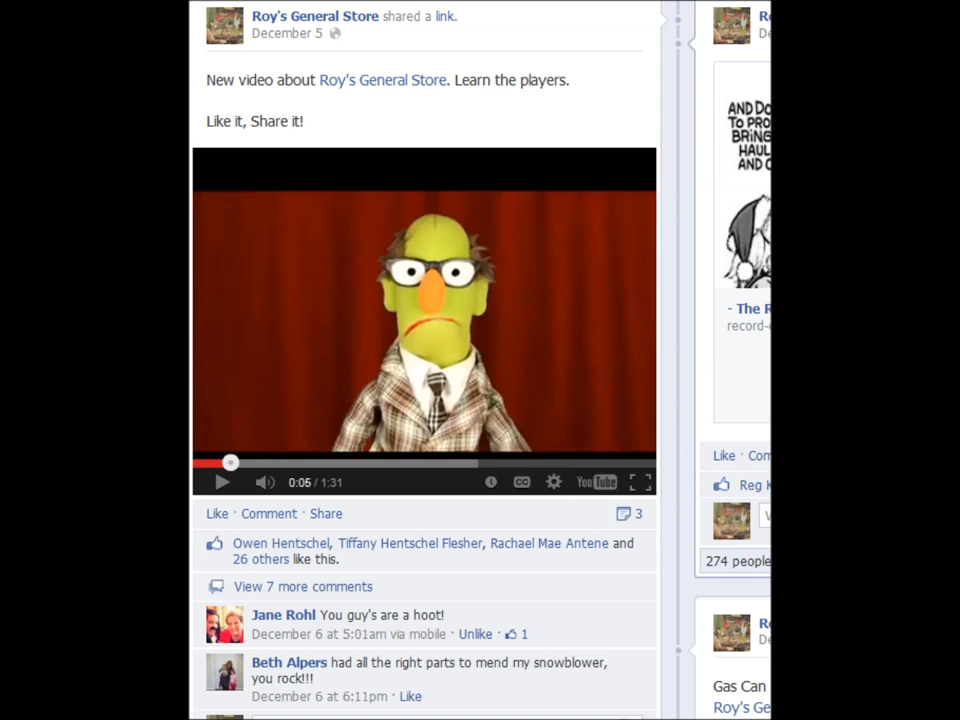 Roy's General Store shared a link.
December 5
New video about Roy's General Store. Learn the players.
Like it, Share it!
0:05 / 1:31
CC
YouTube
Like · Comment · Share
3
Owen Hentschel, Tiffany Hentschel Flesher, Rachael Mae Antene and
26 others like this.
View 7 more comments
Jane Rohl You guy's are a hoot!
December 6 at 5:01am via mobile · Unlike · 1
Beth Alpers had all the right parts to mend my snowblower,
you rock!!!
December 6 at 6:11pm · Like
AND DO
TO PRO
BRING
HAUL
AND C
- The R
record-
Like · Com
Reg K
274 people
Gas Can
Roy's Ge